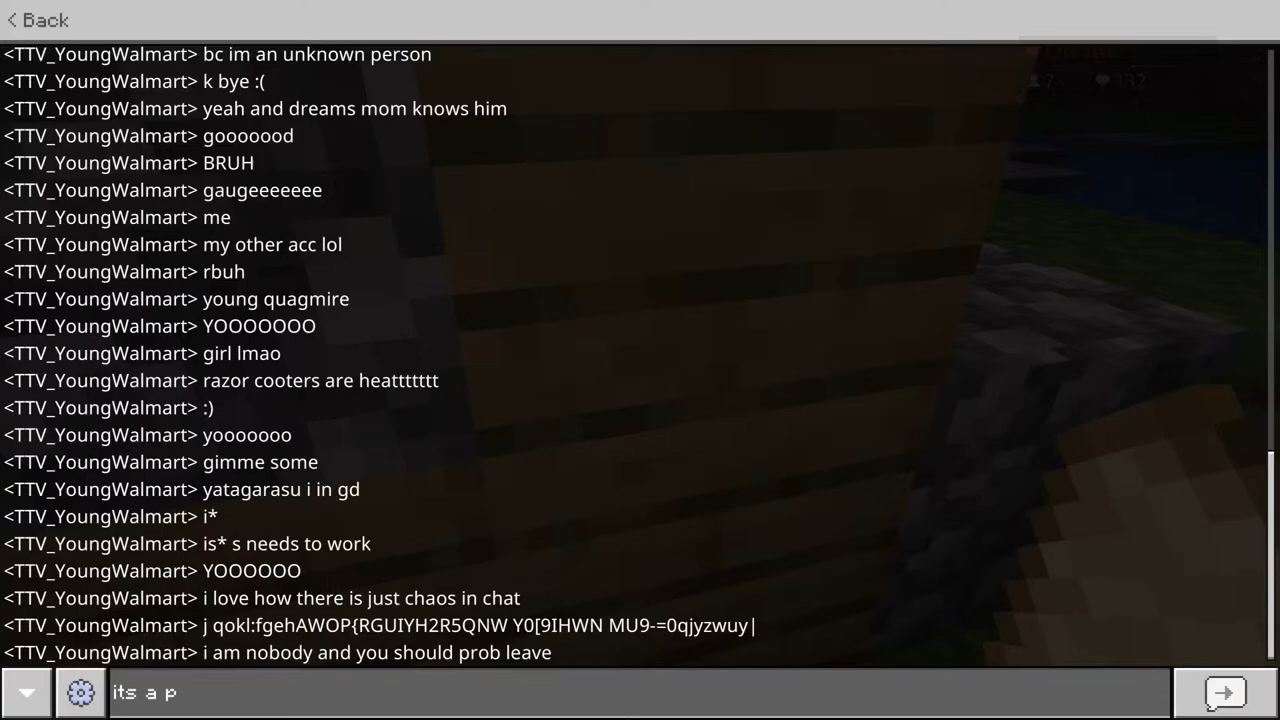 < Back
<TTV_YoungWalmart> bc im an unknown person
<TTV_YoungWalmart> k bye :(
<TTV_YoungWalmart> yeah and dreams mom knows him
<TTV_YoungWalmart> gooooood
<TTV_YoungWalmart> BRUH
<TTV_YoungWalmart> gaugeeeeeee
<TTV_YoungWalmart> me
<TTV_YoungWalmart> my other acc lol
<TTV_YoungWalmart> rbuh
<TTV_YoungWalmart> young quagmire
<TTV_YoungWalmart> YOOOOOOO
<TTV_YoungWalmart> girl lmao
<TTV_YoungWalmart> razor cooters are heattttttt
<TTV_YoungWalmart> :)
<TTV_YoungWalmart> yooooooo
<TTV_YoungWalmart> gimme some
<TTV_YoungWalmart> yatagarasu i in gd
<TTV_YoungWalmart> i*
<TTV_YoungWalmart> is* s needs to work
<TTV_YoungWalmart> YOOOOOO
<TTV_YoungWalmart> i love how there is just chaos in chat
<TTV_YoungWalmart> j qokl:fgehAWOP{RGUIYH2R5QNW Y0[9IHWN MU9-=0qjyzwuy|
<TTV_YoungWalmart> i am nobody and you should prob leave
its a p
7 132